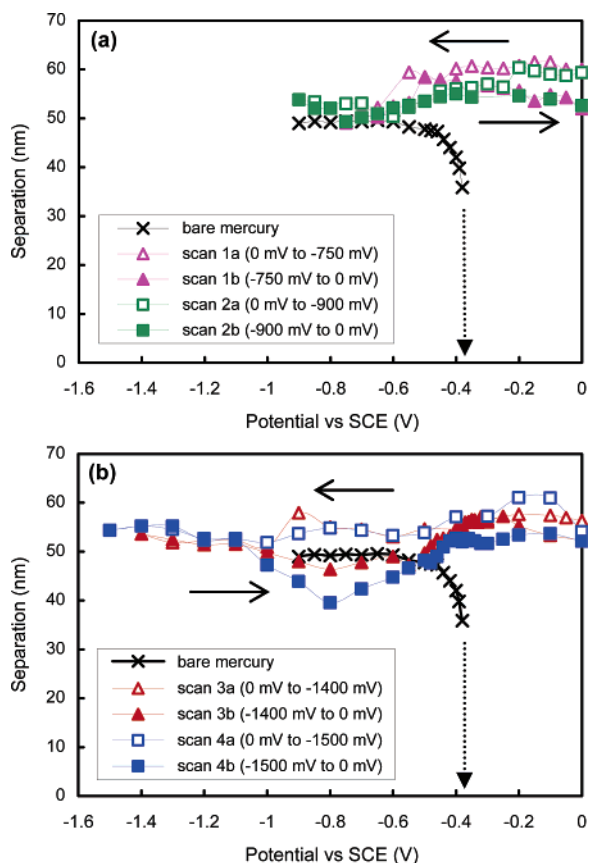 (a)
70
60
50
40
30
20
10
0
Separation (nm)
bare mercury
scan 1a (0 mV to -750 mV)
scan 1b (-750 mV to 0 mV)
scan 2a (0 mV to -900 mV)
scan 2b (-900 mV to 0 mV)
-1.6 -1.4 -1.2 -1 -0.8 -0.6 -0.4 -0.2 0
Potential vs SCE (V)
(b)
70
60
50
40
30
20
10
0
Separation (nm)
bare mercury
scan 3a (0 mV to -1400 mV)
scan 3b (-1400 mV to 0 mV)
scan 4a (0 mV to -1500 mV)
scan 4b (-1500 mV to 0 mV)
-1.6 -1.4 -1.2 -1 -0.8 -0.6 -0.4 -0.2 0
Potential vs SCE (V)